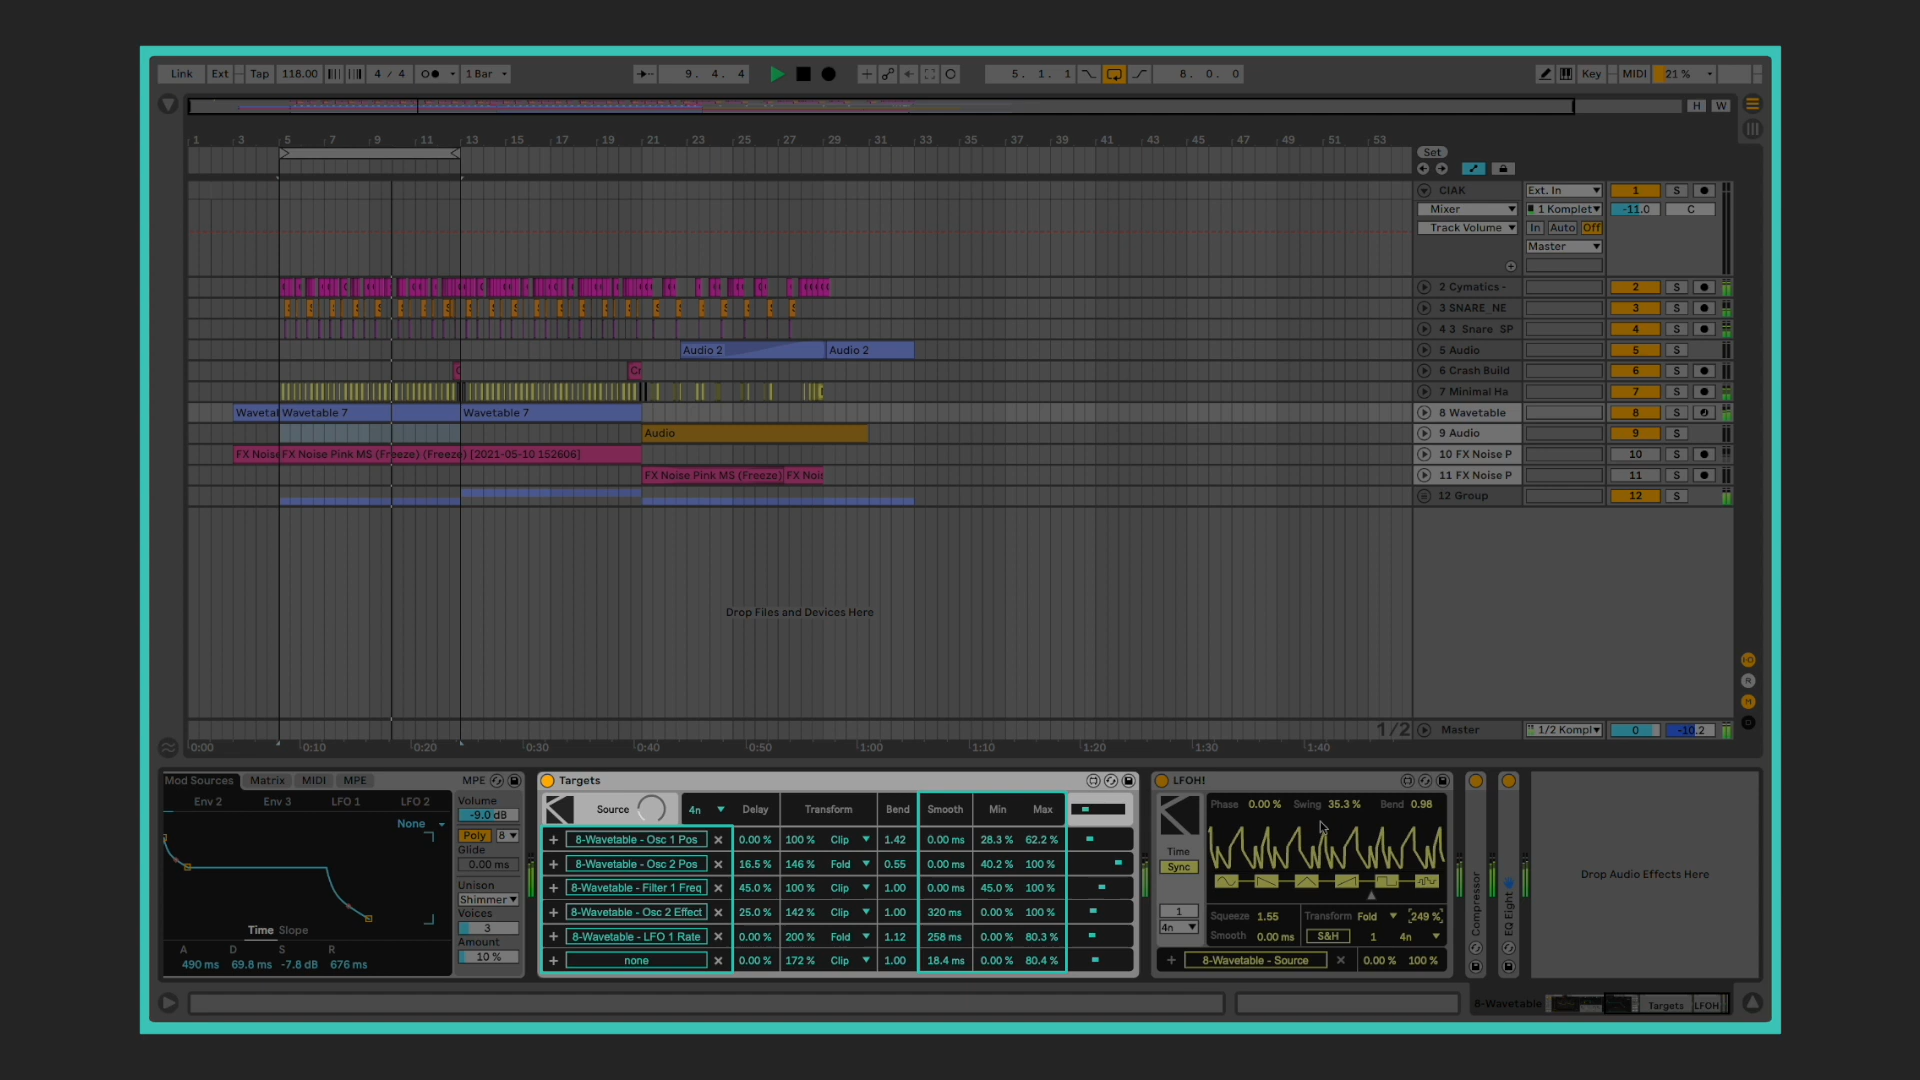 Link Ext Tap 118.00 4 / 4 1 Bar 9. 4. 4 5. 1. 1 8. 0. 0 Key MIDI 21 %
H W
1 3 5 7 9 11 13 15 17 19 21 23 25 27 29 31 33 35 37 39 41 43 45 47 49 51 53
Set
CIAK Ext. In 1 S
Mixer 1 Komplet -11.0 C
Track Volume In Auto Off
Master
2 Cymatics - 2 S
3 SNARE_NE 3 S
4 3 Snare SP 4 S
Audio 2 Audio 2 5 Audio 5 S
Cr 6 Crash Build 6 S
7 Minimal Ha 7 S
Wavetal Wavetable 7 Wavetable 7 8 Wavetable 8 S
Audio 9 Audio 9 S
FX Noise FX Noise Pink MS (Freeze) (Freeze) [2021-05-10 152606] 10 FX Noise P 10 S
FX Noise Pink MS (Freeze) FX Noi 11 FX Noise P 11 S
12 Group 12 S
Drop Files and Devices Here
1/2 Master 1/2 Kompl 0 -10.2
0:00 0:10 0:20 0:30 0:40 0:50 1:00 1:10 1:20 1:30 1:40
Mod Sources Matrix MIDI MPE MPE
Env 2 Env 3 LFO 1 LFO 2
None
Time Slope
A D S R
490 ms 69.8 ms -7.8 dB 676 ms
Volume
-9.0 dB
Poly 8
Glide
0.00 ms
Unison
Shimmer
Voices
3
Amount
10 %
Targets
Source 4n Delay Transform Bend Smooth Min Max
8-Wavetable - Osc 1 Pos 0.00 % 100 % Clip 1.42 0.00 ms 28.3 % 62.2 %
8-Wavetable - Osc 2 Pos 16.5 % 146 % Fold 0.55 0.00 ms 40.2 % 100 %
8-Wavetable - Filter 1 Freq 45.0 % 100 % Clip 1.00 0.00 ms 45.0 % 100 %
8-Wavetable - Osc 2 Effect 25.0 % 142 % Clip 1.00 320 ms 0.00 % 100 %
8-Wavetable - LFO 1 Rate 0.00 % 200 % Fold 1.12 258 ms 0.00 % 80.3 %
none 0.00 % 172 % Clip 1.00 18.4 ms 0.00 % 80.4 %
LFOH!
Phase 0.00 % Swing 35.3 % Bend 0.98
Time
Sync
1
4n
Squeeze 1.55 Transform Fold 249 %
Smooth 0.00 ms S&H 1 4n
8-Wavetable - Source 0.00 % 100 %
Compressor
EQ Eight
Drop Audio Effects Here
8-Wavetable Targets LFOH